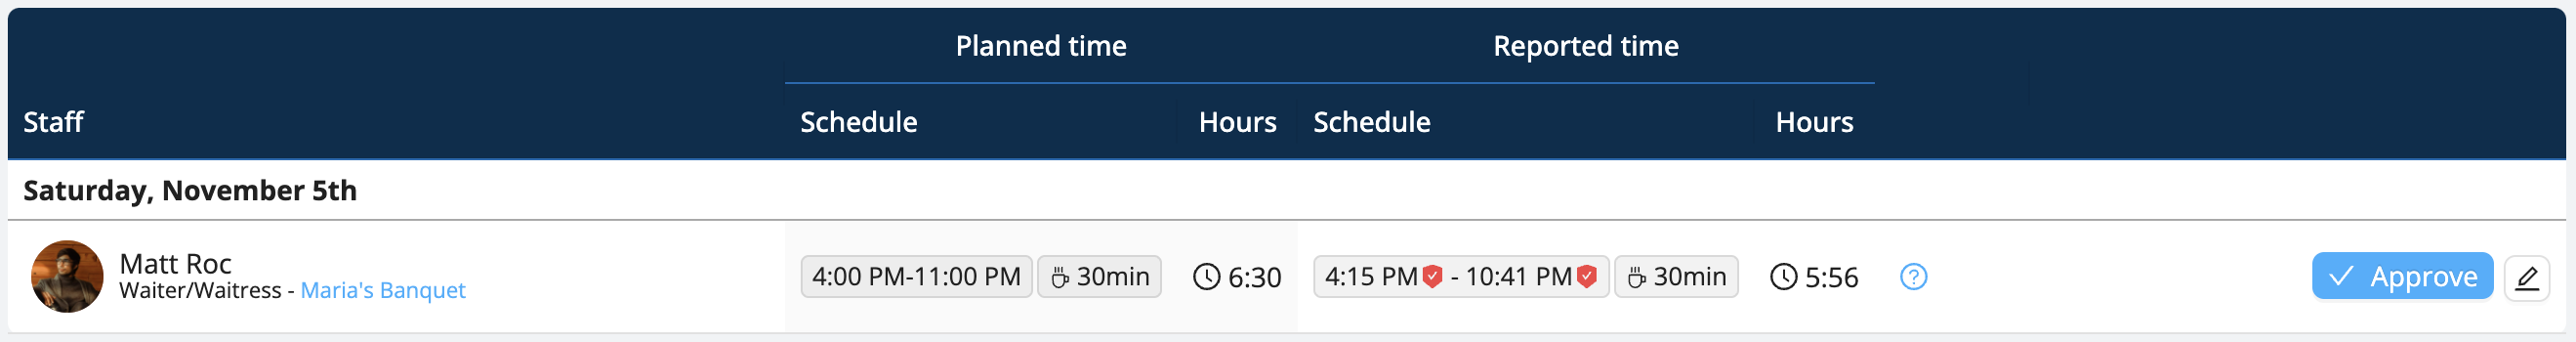 Planned time Reported time
Staff Schedule Hours Schedule Hours
Saturday, November 5th
Matt Roc
Waiter/Waitress - Maria's Banquet
4:00 PM-11:00 PM 30min 6:30 4:15 PM - 10:41 PM 30min 5:56 ? Approve